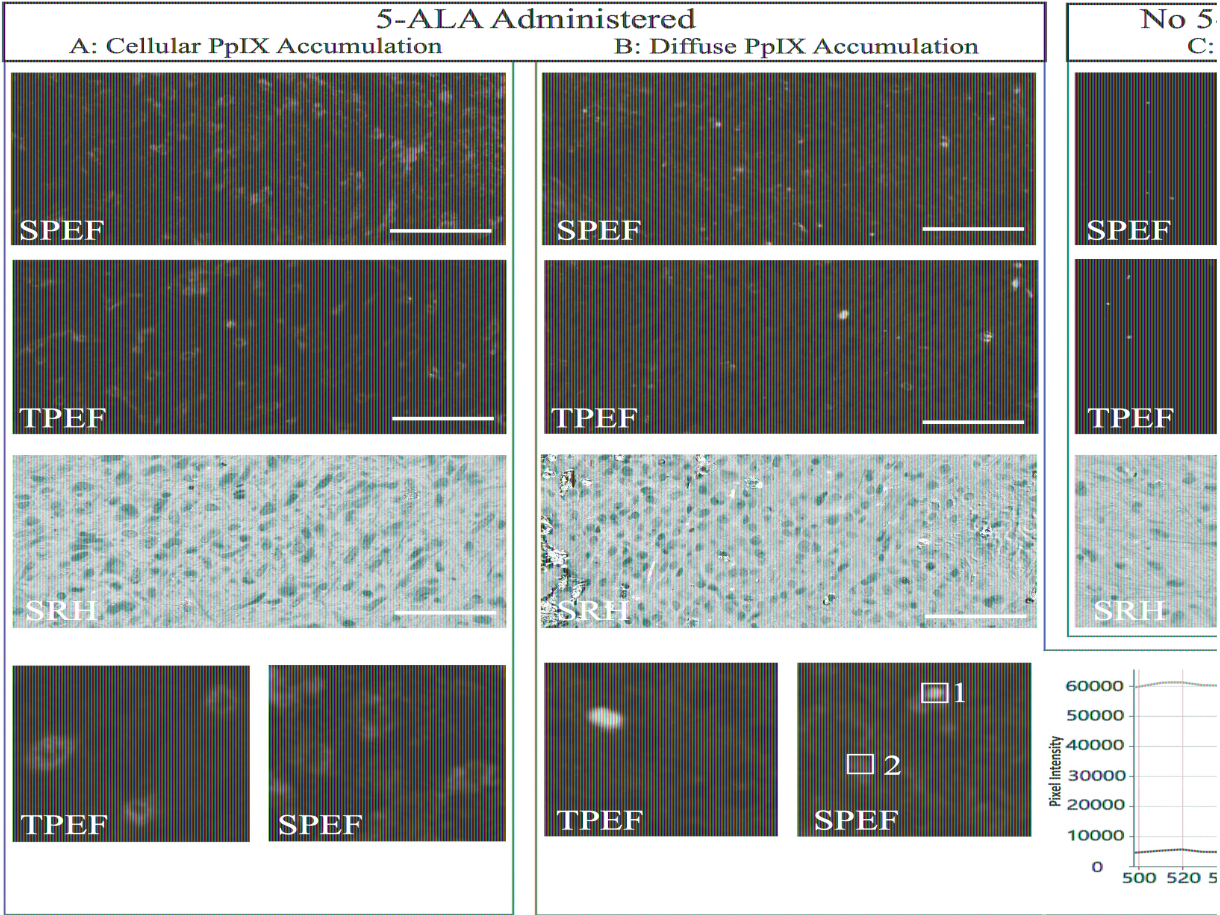 5-ALA Administered
A: Cellular PpIX Accumulation
B: Diffuse PpIX Accumulation
No 5-
C:
SPEF
SPEF
SPEF
TPEF
TPEF
TPEF
SRH
SRH
SRH
TPEF
SPEF
TPEF
SPEF
1
2
Pixel Intensity
60000
50000
40000
30000
20000
10000
0
500 520 5